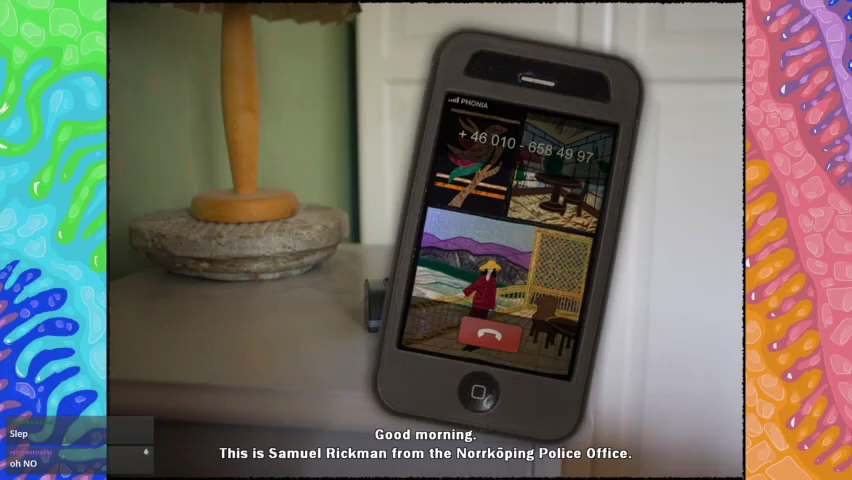 PHONIA
+ 46 010 - 658 49 97
Slep
oh NO
Good morning.
This is Samuel Rickman from the Norrköping Police Office.